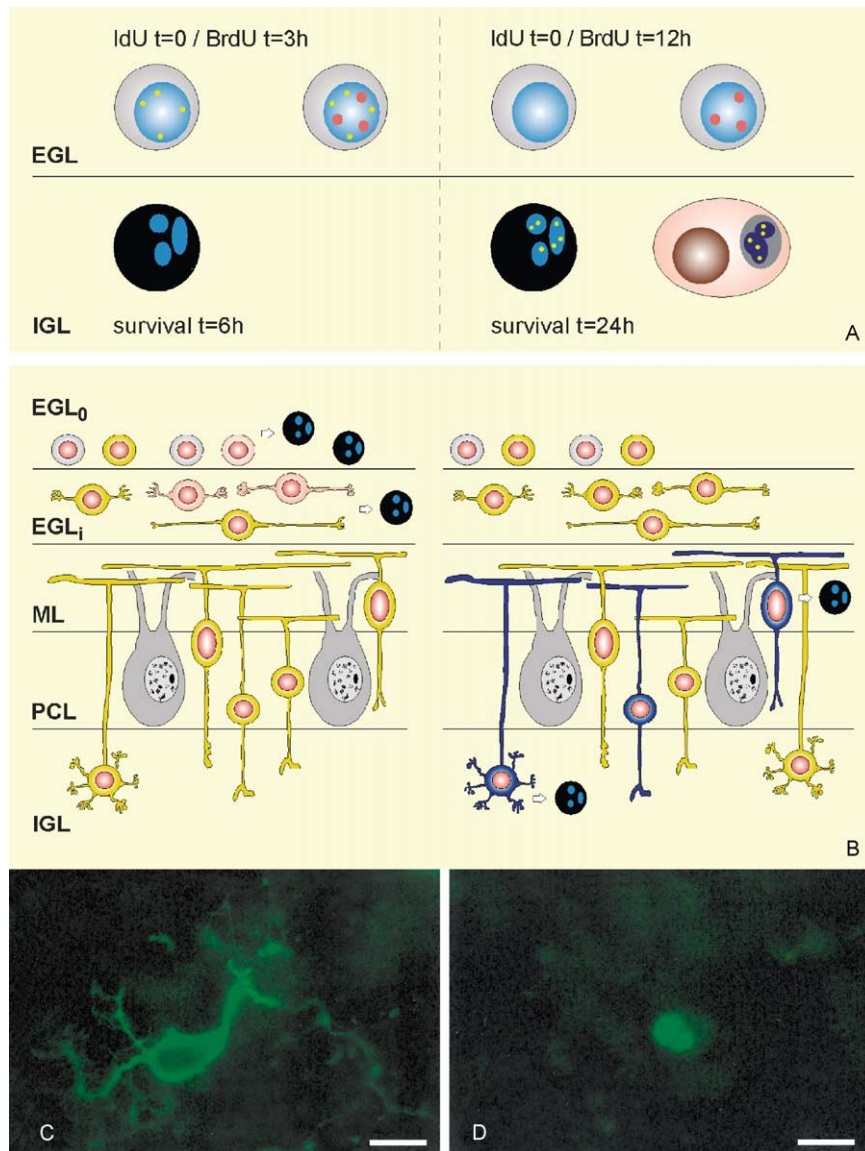 IdU t=0 / BrdU t=3h
IdU t=0 / BrdU t=12h
EGL
IGL
survival t=6h
survival t=24h
A
EGL0
EGLi
ML
PCL
IGL
B
C
D